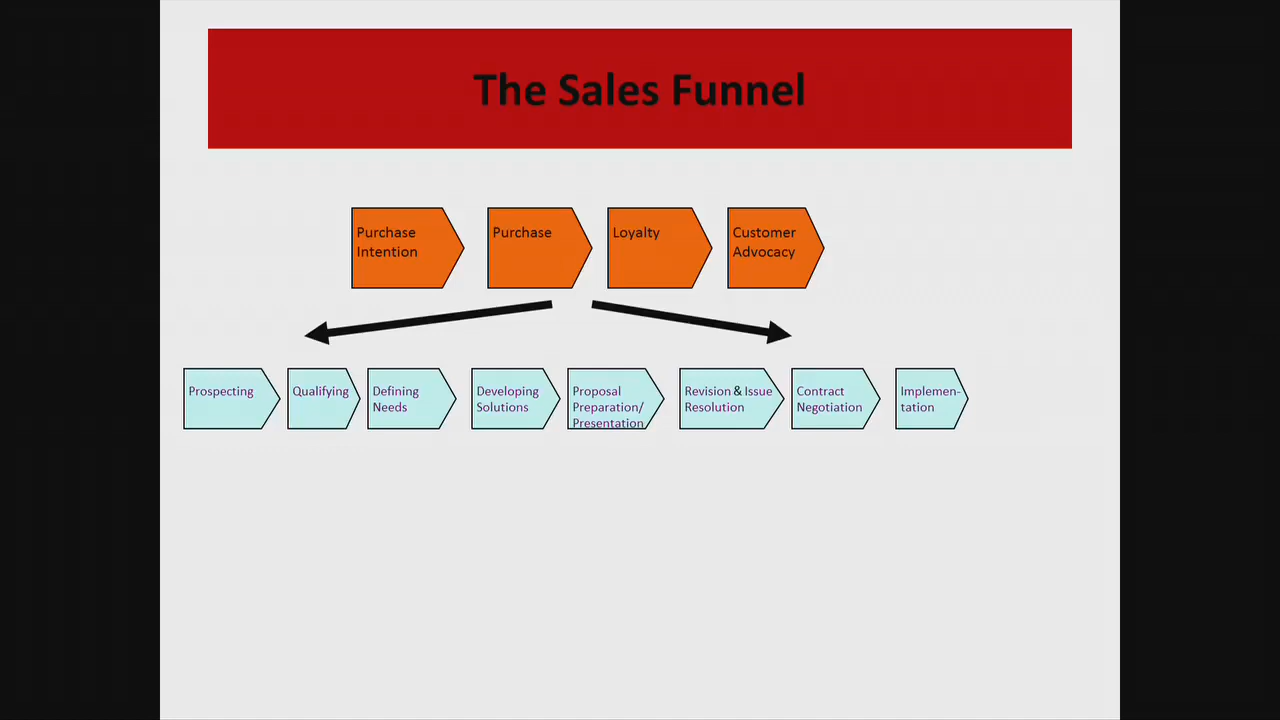 The Sales Funnel
Purchase
Intention
Purchase
Loyalty
Customer
Advocacy
Prospecting
Qualifying
Defining
Needs
Developing
Solutions
Proposal
Preparation/
Presentation
Revision & Issue
Resolution
Contract
Negotiation
Implemen-
tation